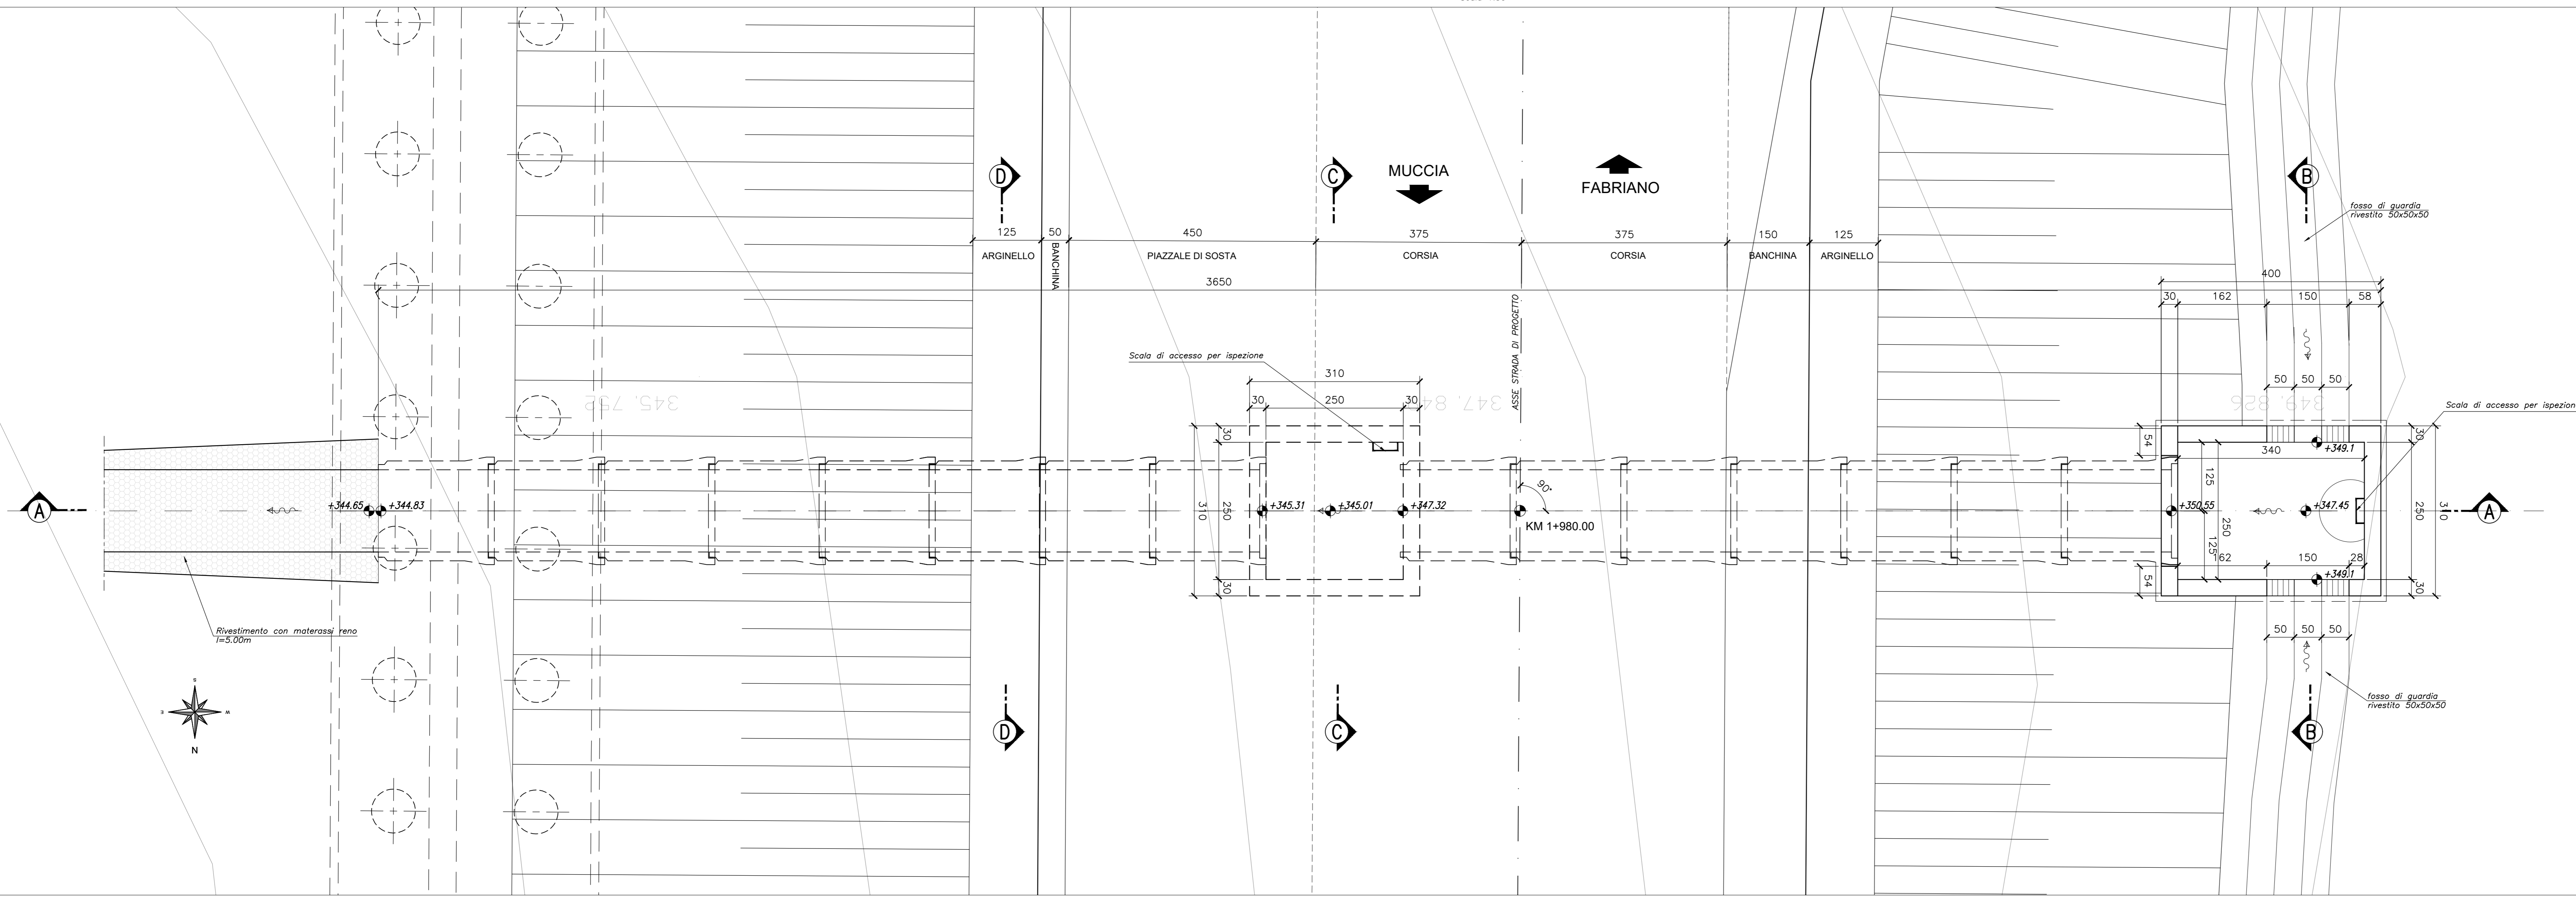 D
C
MUCCIA
FABRIANO
B
fosso di guardia
rivestito 50x50x50
125
50
450
375
375
150
125
ARGINELLO
BANCHINA
PIAZZALE DI SOSTA
CORSIA
CORSIA
BANCHINA
ARGINELLO
3650
400
30
162
150
58
ASSE STRADA DI PROGETTO
Scala di accesso per ispezione
310
30
250
30
50
50
50
345.752
349.826
Scala di accesso per ispezion
30
54
30
+349.1
340
A
+344.65
+344.83
310
250
+345.31
+345.01
+347.32
90°
KM 1+980.00
125
125
250
+350.55
+347.45
250
310
A
162
150
28
+349.1
30
54
30
50
50
50
Rivestimento con materassi reno
l=5.00m
fosso di guardia
rivestito 50x50x50
S
E
W
N
D
C
B